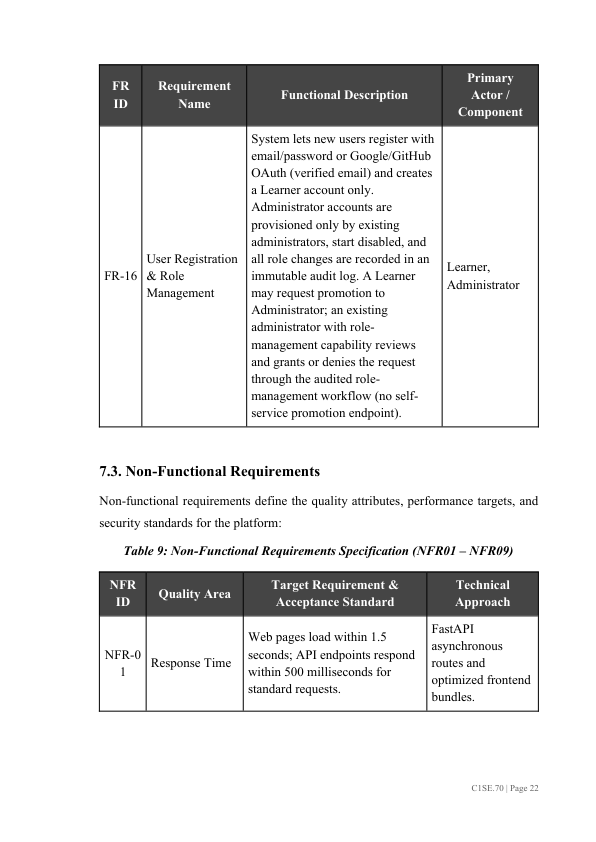 FR
ID
Requirement
Name
Functional Description
Primary
Actor /
Component
FR-16
User Registration
& Role
Management
System lets new users register with
email/password or Google/GitHub
OAuth (verified email) and creates
a Learner account only.
Administrator accounts are
provisioned only by existing
administrators, start disabled, and
all role changes are recorded in an
immutable audit log. A Learner
may request promotion to
Administrator; an existing
administrator with role-
management capability reviews
and grants or denies the request
through the audited role-
management workflow (no self-
service promotion endpoint).
Learner,
Administrator
7.3. Non-Functional Requirements
Non-functional requirements define the quality attributes, performance targets, and
security standards for the platform:
Table 9: Non-Functional Requirements Specification (NFR01 – NFR09)
NFR
ID
Quality Area
Target Requirement &
Acceptance Standard
Technical
Approach
NFR-0
1
Response Time
Web pages load within 1.5
seconds; API endpoints respond
within 500 milliseconds for
standard requests.
FastAPI
asynchronous
routes and
optimized frontend
bundles.
C1SE.70 | Page 22